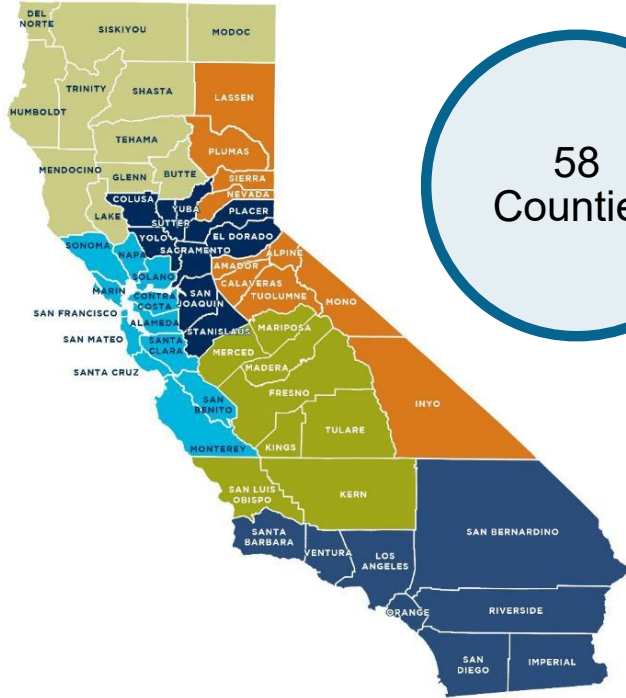 DEL
NORTE
SISKIYOU
MODOC
HUMBOLDT
TRINITY
SHASTA
LASSEN
TEHAMA
PLUMAS
MENDOCINO
GLENN
BUTTE
SIERRA
NEVADA
COLUSA
YUBA
SUTTER
PLACER
LAKE
YOLO
EL DORADO
SONOMA
NAPA
SACRAMENTO
ALPINE
AMADOR
SOLANO
CALAVERAS
MARIN
CONTRA
COSTA
SAN
JOAQUIN
TUOLUMNE
MONO
SAN FRANCISCO
ALAMEDA
STANISLAUS
MARIPOSA
SAN MATEO
SANTA
CLARA
MERCED
MADERA
SANTA CRUZ
FRESNO
SAN
BENITO
INYO
TULARE
MONTEREY
KINGS
SAN LUIS
OBISPO
KERN
SANTA
BARBARA
VENTURA
LOS
ANGELES
SAN BERNARDINO
ORANGE
RIVERSIDE
SAN
DIEGO
IMPERIAL
58
Countie